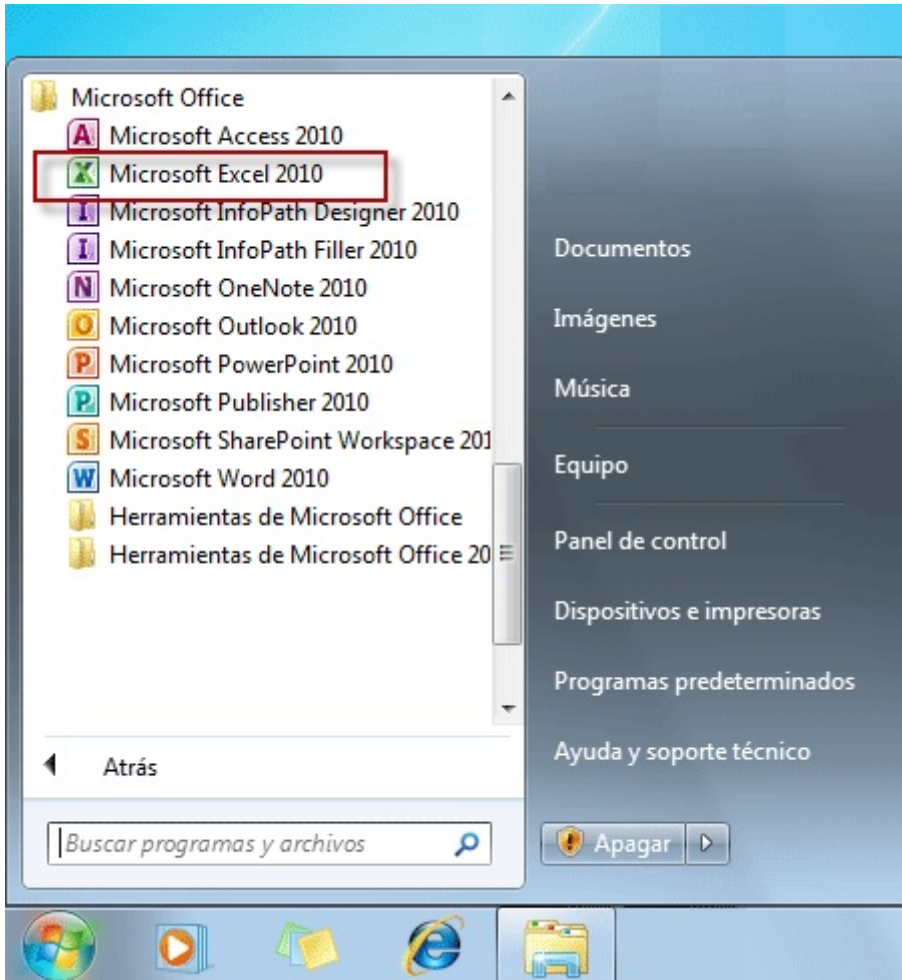 Microsoft Office
Microsoft Access 2010
Microsoft Excel 2010
Microsoft InfoPath Designer 2010
Microsoft InfoPath Filler 2010
Microsoft OneNote 2010
Microsoft Outlook 2010
Microsoft PowerPoint 2010
Microsoft Publisher 2010
Microsoft SharePoint Workspace 201
Microsoft Word 2010
Herramientas de Microsoft Office
Herramientas de Microsoft Office 20
Atrás
Buscar programas y archivos
Documentos
Imágenes
Música
Equipo
Panel de control
Dispositivos e impresoras
Programas predeterminados
Ayuda y soporte técnico
Apagar